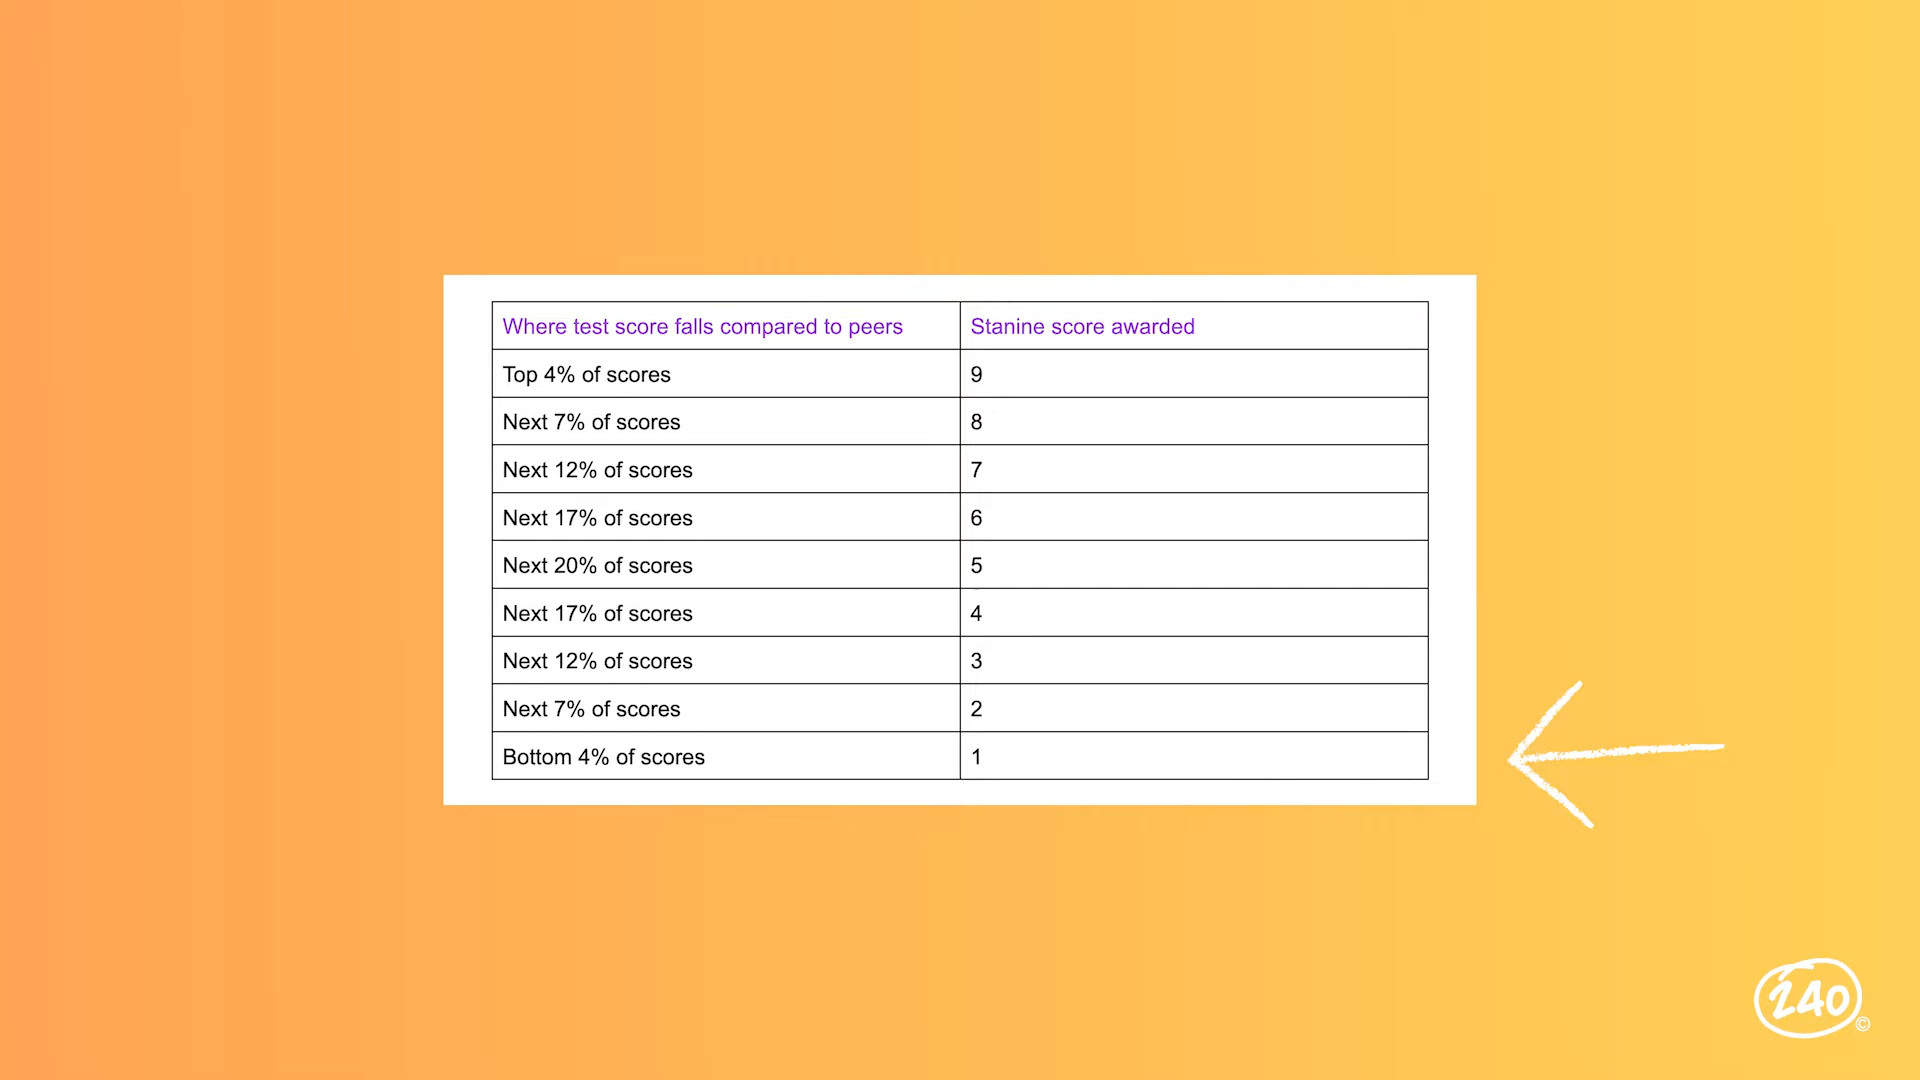 Where test score falls compared to peers Stanine score awarded
Top 4% of scores 9
Next 7% of scores 8
Next 12% of scores 7
Next 17% of scores 6
Next 20% of scores 5
Next 17% of scores 4
Next 12% of scores 3
Next 7% of scores 2
Bottom 4% of scores 1
240
©